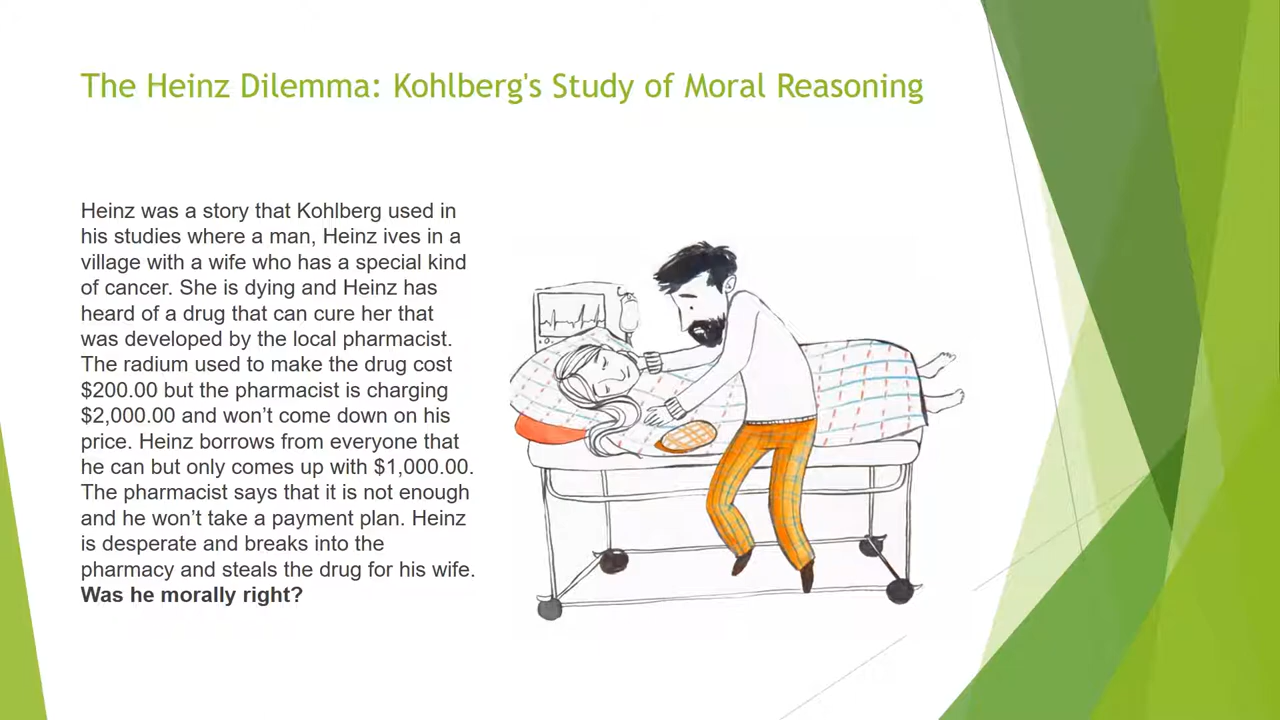 The Heinz Dilemma: Kohlberg's Study of Moral Reasoning
Heinz was a story that Kohlberg used in
his studies where a man, Heinz ives in a
village with a wife who has a special kind
of cancer. She is dying and Heinz has
heard of a drug that can cure her that
was developed by the local pharmacist.
The radium used to make the drug cost
$200.00 but the pharmacist is charging
$2,000.00 and won’t come down on his
price. Heinz borrows from everyone that
he can but only comes up with $1,000.00.
The pharmacist says that it is not enough
and he won’t take a payment plan. Heinz
is desperate and breaks into the
pharmacy and steals the drug for his wife.
Was he morally right?